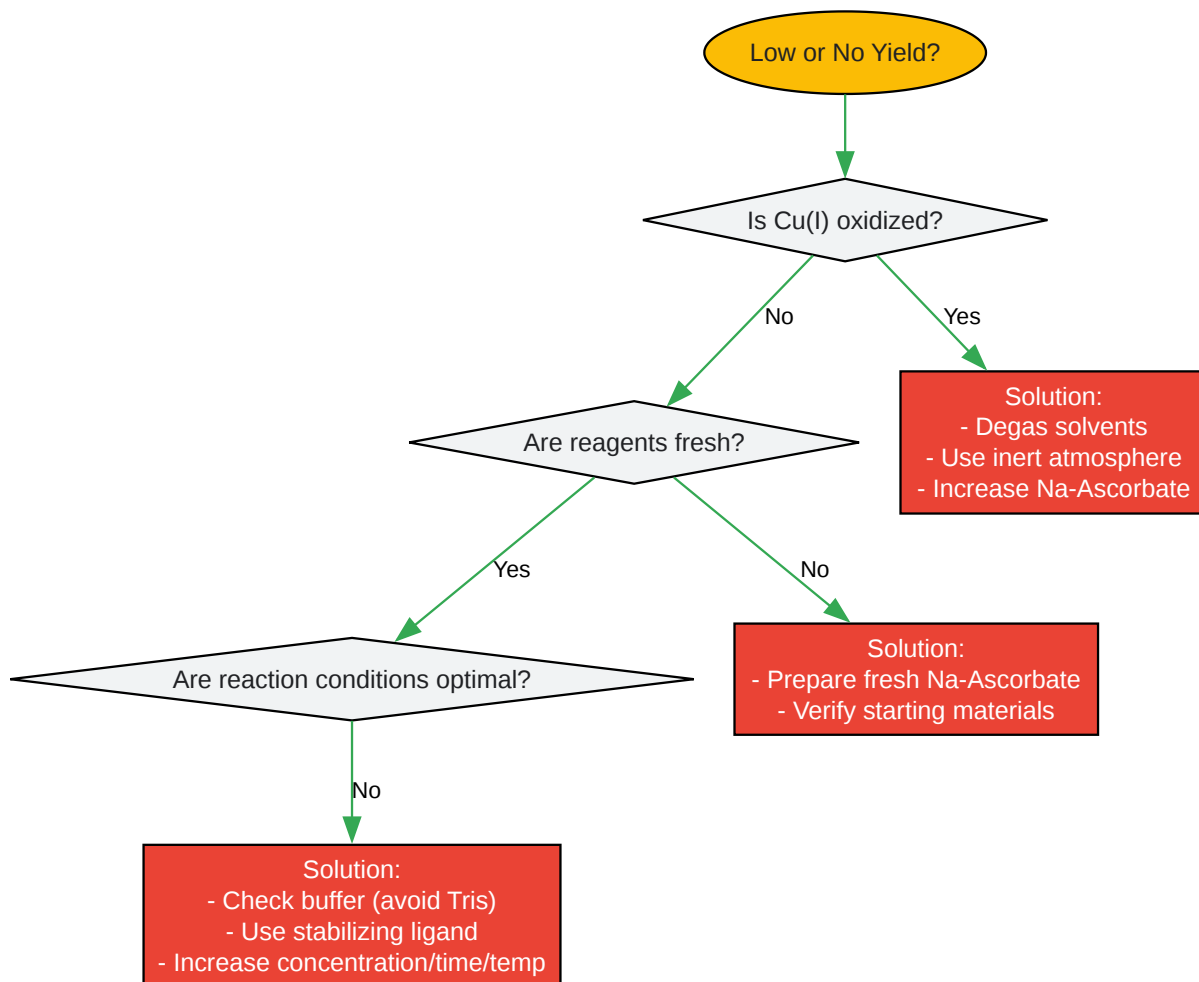 Low or No Yield?
Is Cu(I) oxidized?
No
Yes
Solution:
- Degas solvents
- Use inert atmosphere
- Increase Na-Ascorbate
Are reagents fresh?
Yes
No
Solution:
- Prepare fresh Na-Ascorbate
- Verify starting materials
Are reaction conditions optimal?
No
Solution:
- Check buffer (avoid Tris)
- Use stabilizing ligand
- Increase concentration/time/temp